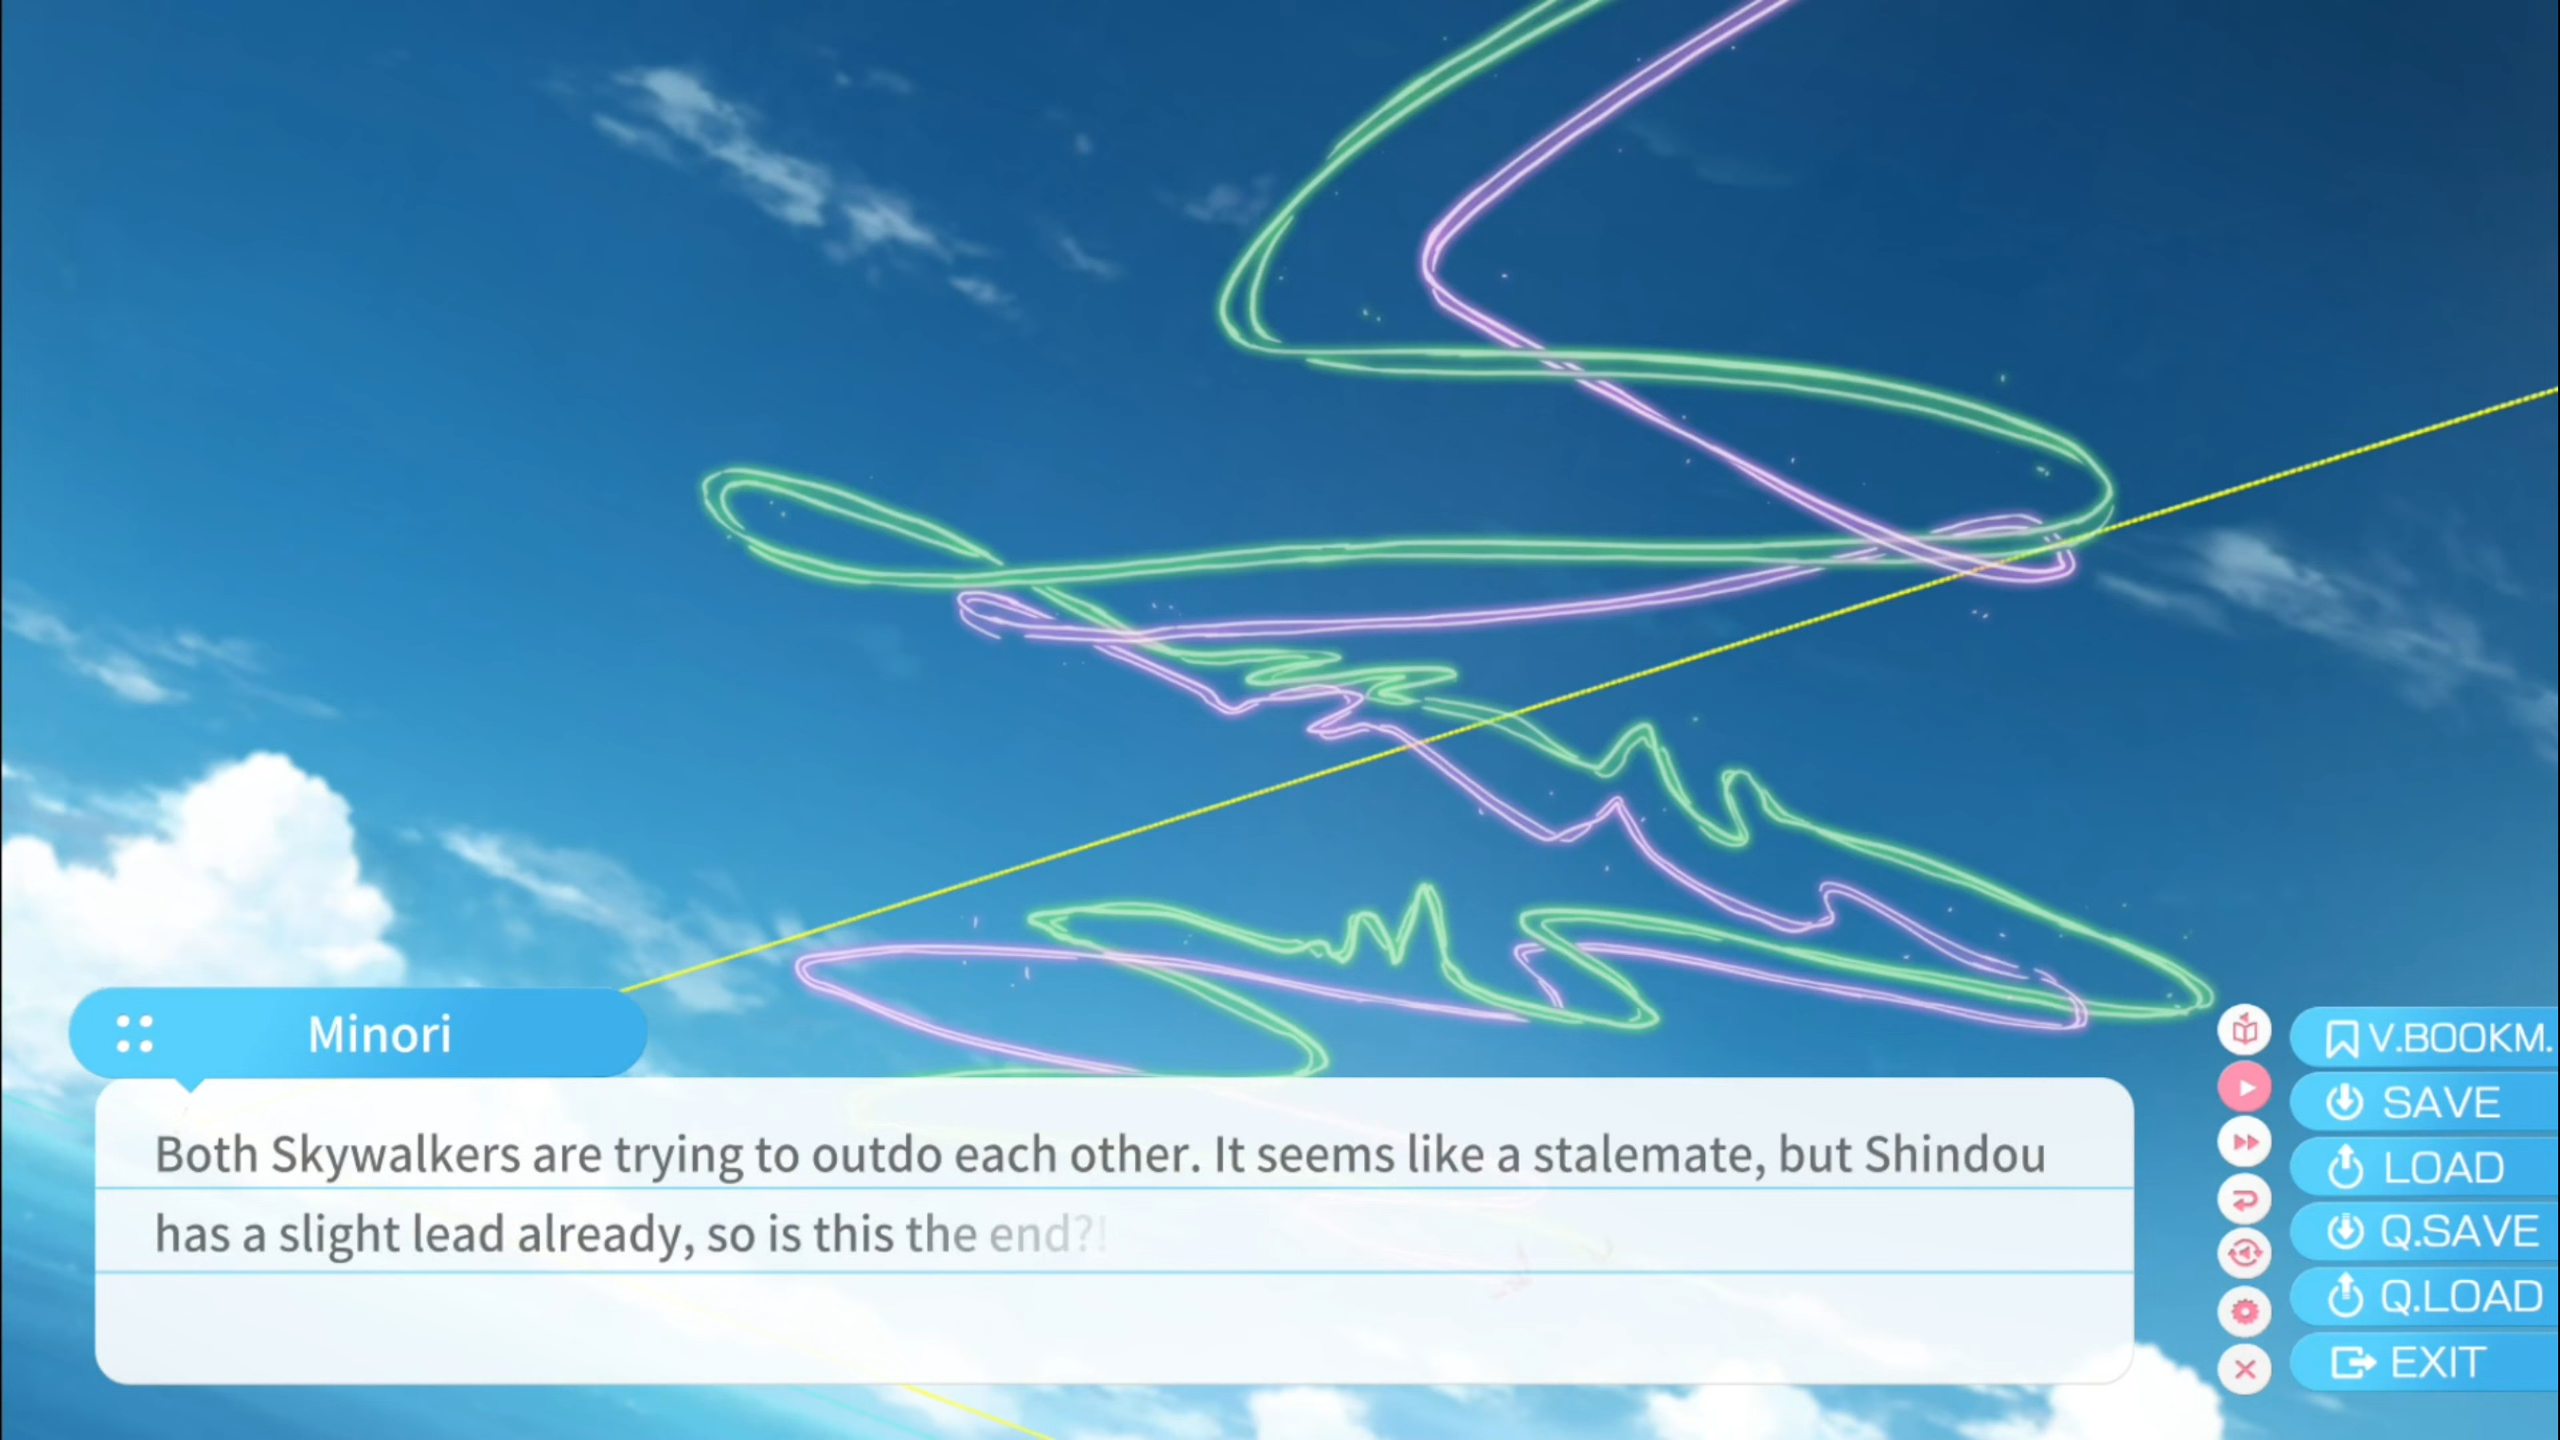 Minori
Both Skywalkers are trying to outdo each other. It seems like a stalemate, but Shindou
has a slight lead already, so is this the end?!
V.BOOKM.
SAVE
LOAD
Q.SAVE
Q.LOAD
EXIT